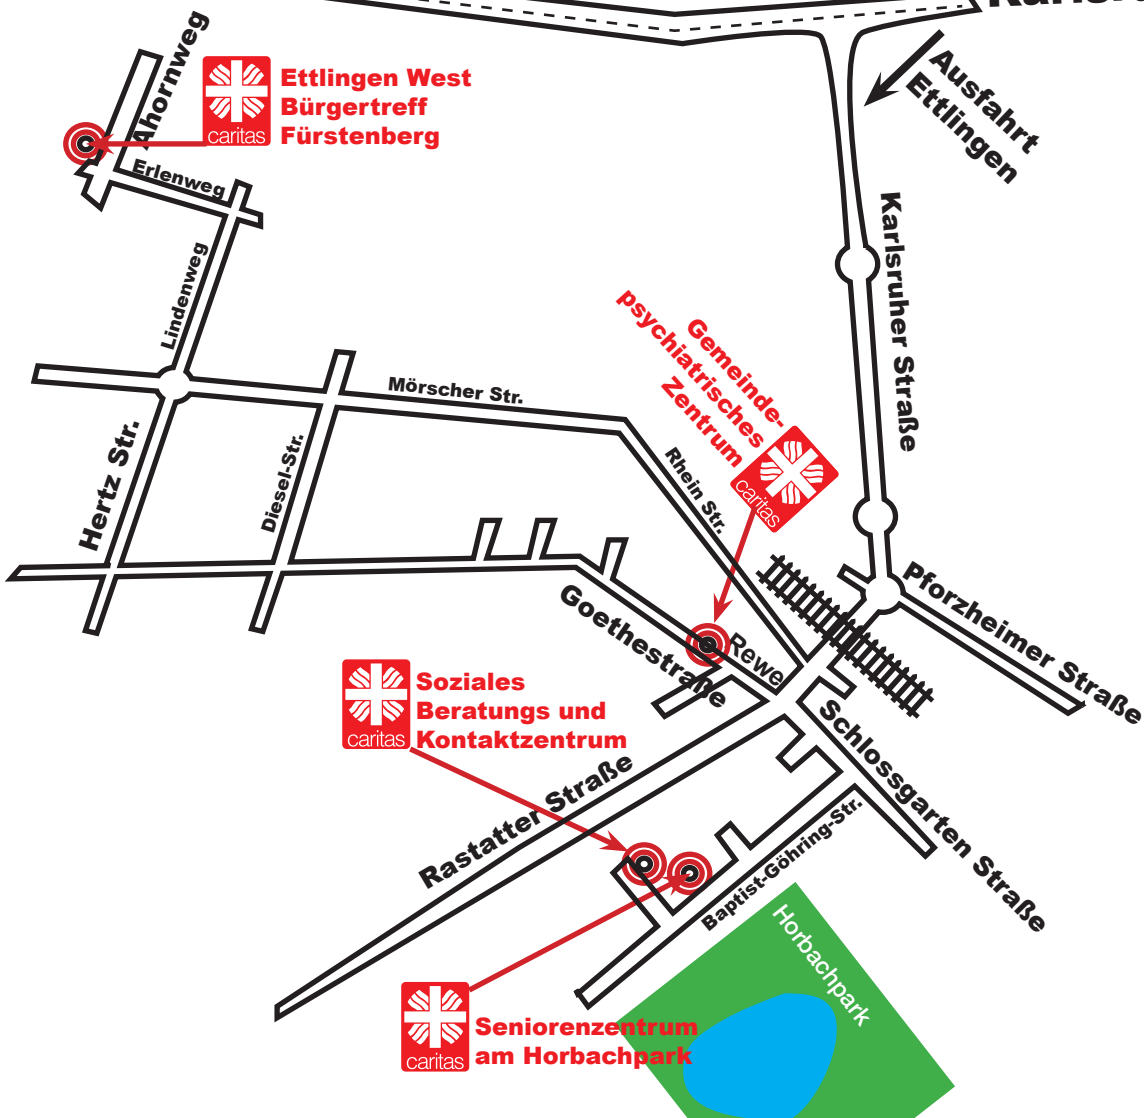 Ahornweg
caritas
Ettlingen West
Bürgertreff
Fürstenberg
Ausfahrt
Ettlingen
Erlenweg
Lindenweg
Karlsruher Straße
Gemeinde-
psychiatrisches
Zentrum
caritas
Mörscher Str.
Hertz Str.
Diesel-Str.
Rhein Str.
Pforzheimer Straße
Goethestraße
Rewe
caritas
Soziales
Beratungs und
Kontaktzentrum
Schlossgarten Straße
Rastatter Straße
Baptist-Göhring-Str.
Horbachpark
caritas
Seniorenzentrum
am Horbachpark